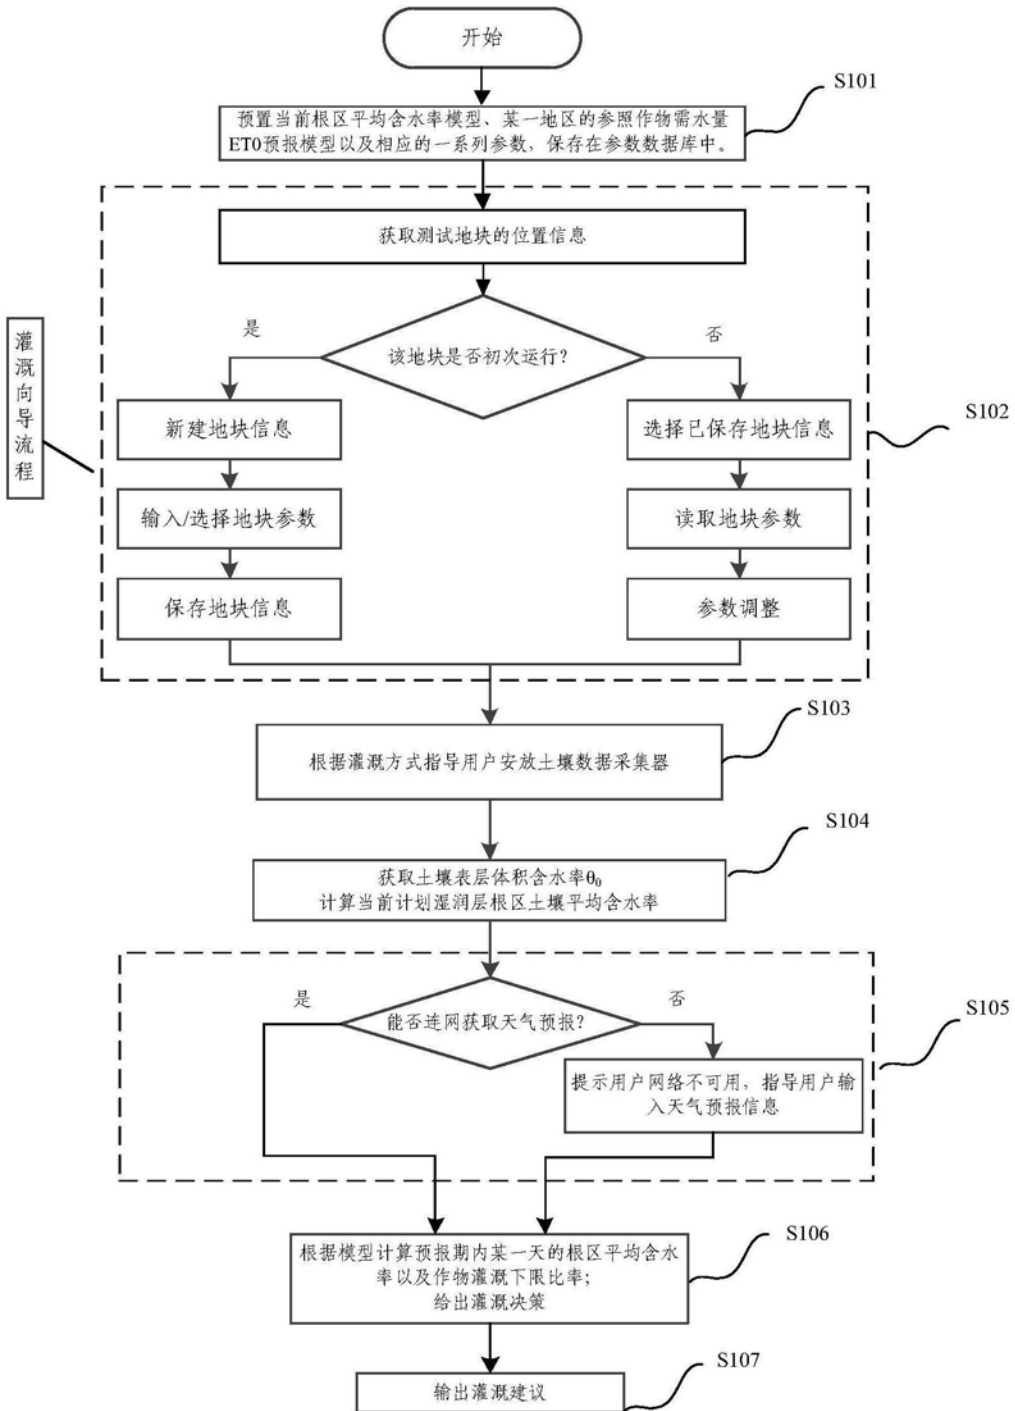 开始
S101
预置当前根区平均含水率模型、某一地区的参照作物需水量
ET0预报模型以及相应的一系列参数，保存在参数数据库中。
获取测试地块的位置信息
是
否
该地块是否初次运行？
灌溉向导流程
S102
新建地块信息
选择已保存地块信息
输入/选择地块参数
读取地块参数
保存地块信息
参数调整
S103
根据灌溉方式指导用户安放土壤数据采集器
S104
获取土壤表层体积含水率θ₀
计算当前计划湿润层根区土壤平均含水率
是
否
能否连网获取天气预报？
S105
提示用户网络不可用，指导用户输
入天气预报信息
S106
根据模型计算预报期内某一天的根区平均含水
率以及作物灌溉下限比率;
给出灌溉决策
S107
输出灌溉建议